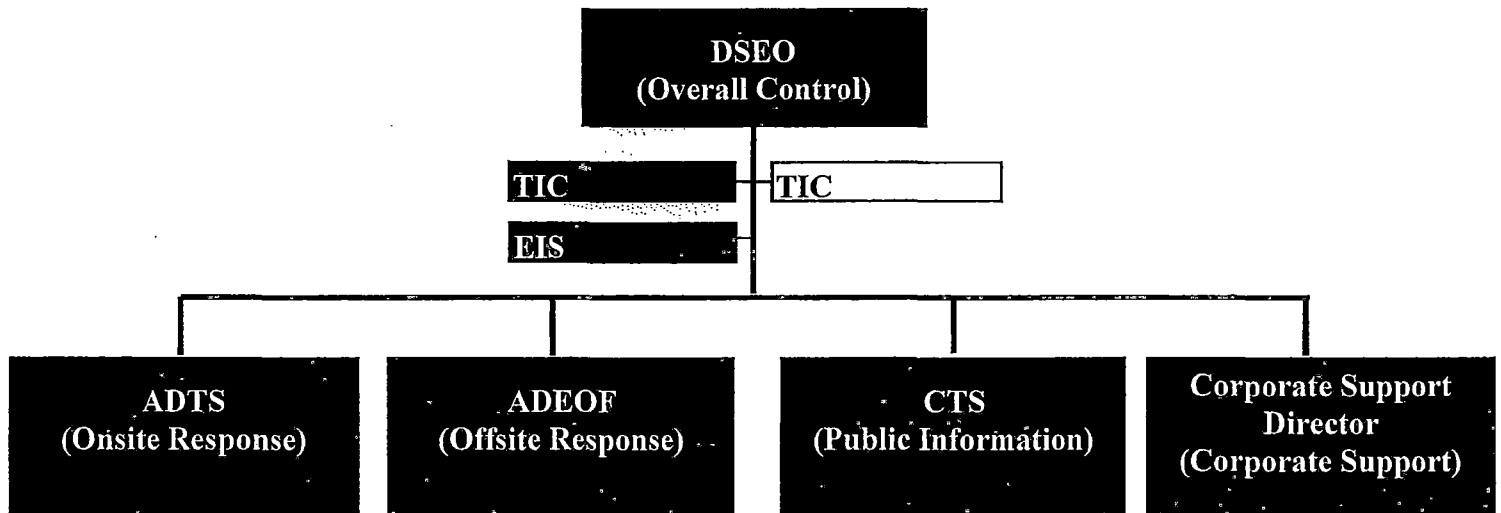 DSEO
(Overall Control)
TIC
TIC
EIS
ADTS
(Onsite Response)
ADEOF
(Offsite Response)
CTS
(Public Information)
Corporate Support
Director
(Corporate Support)